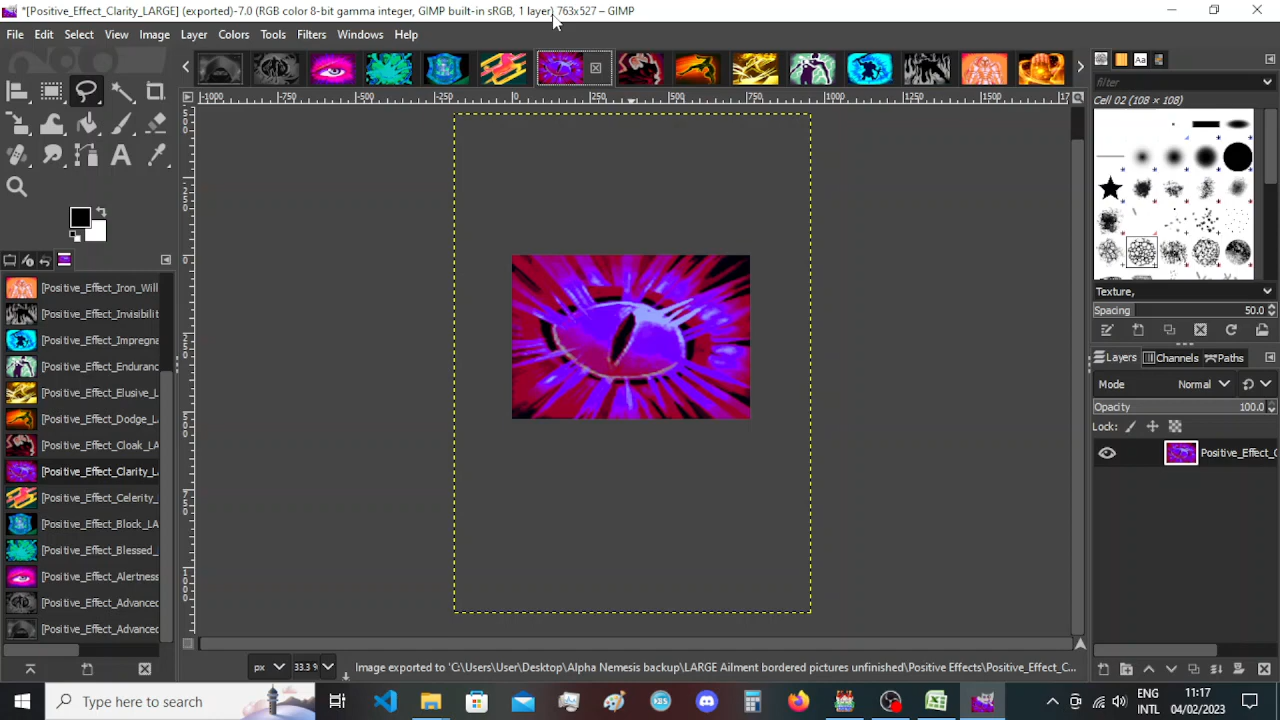 *[Positive_Effect_Clarity_LARGE] (exported)-7.0 (RGB color 8-bit gamma integer, GIMP built-in sRGB, 1 layer) 763x527 – GIMP
File Edit Select View Image Layer Colors Tools Filters Windows Help
filter
Cell 02 (108 × 108)
-1000 -750 -500 -250 0 250 500 750 1000 1250 1500
Texture,
Spacing 50.0
Layers Channels Paths
Mode Normal
Opacity 100.0
Lock:
Positive_Effect_C
[Positive_Effect_Iron_Will
[Positive_Effect_Invisibilit
[Positive_Effect_Impregna
[Positive_Effect_Enduranc
[Positive_Effect_Elusive_L
[Positive_Effect_Dodge_L
[Positive_Effect_Cloak_LA
[Positive_Effect_Clarity_L
[Positive_Effect_Celerity_
[Positive_Effect_Block_LA
[Positive_Effect_Blessed_
[Positive_Effect_Alertness
[Positive_Effect_Advanced
[Positive_Effect_Advanced
px 33.3 % Image exported to 'C:\Users\User\Desktop\Alpha Nemesis backup\LARGE Ailment bordered pictures unfinished\Positive Effects\Positive_Effect_C...
Type here to search
ENG 11:17
INTL 04/02/2023